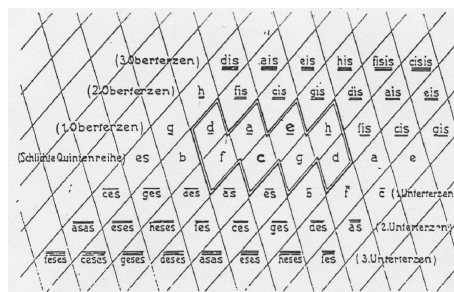 (3.Oberterzen) dis ais eis his fisis cisis
(2.Oberterzen) h fis cis gis dis ais eis
(1.Oberterzen) g d a e h fis cis gis
(Schlichte Quintenreihe) es b f c g d a e
ces ges des as es b f c (1.Unterterzen
asas eses heses fes ces ges des as (2.Unterterzen)
feses ceses geses deses asas eses heses fes (3.Unterterzen)